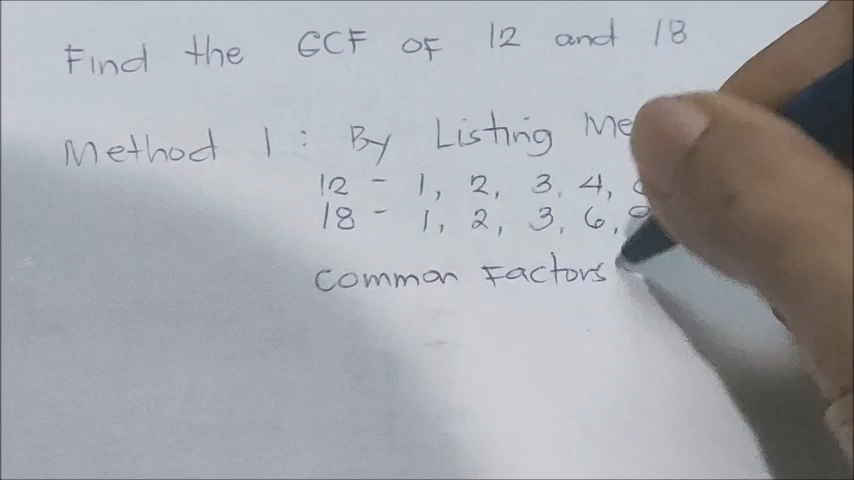 Find the GCF OF 12 and 18
Method 1: By Listing Me
12 - 1, 2, 3, 4,
18 - 1, 2, 3, 6,
Common Factors